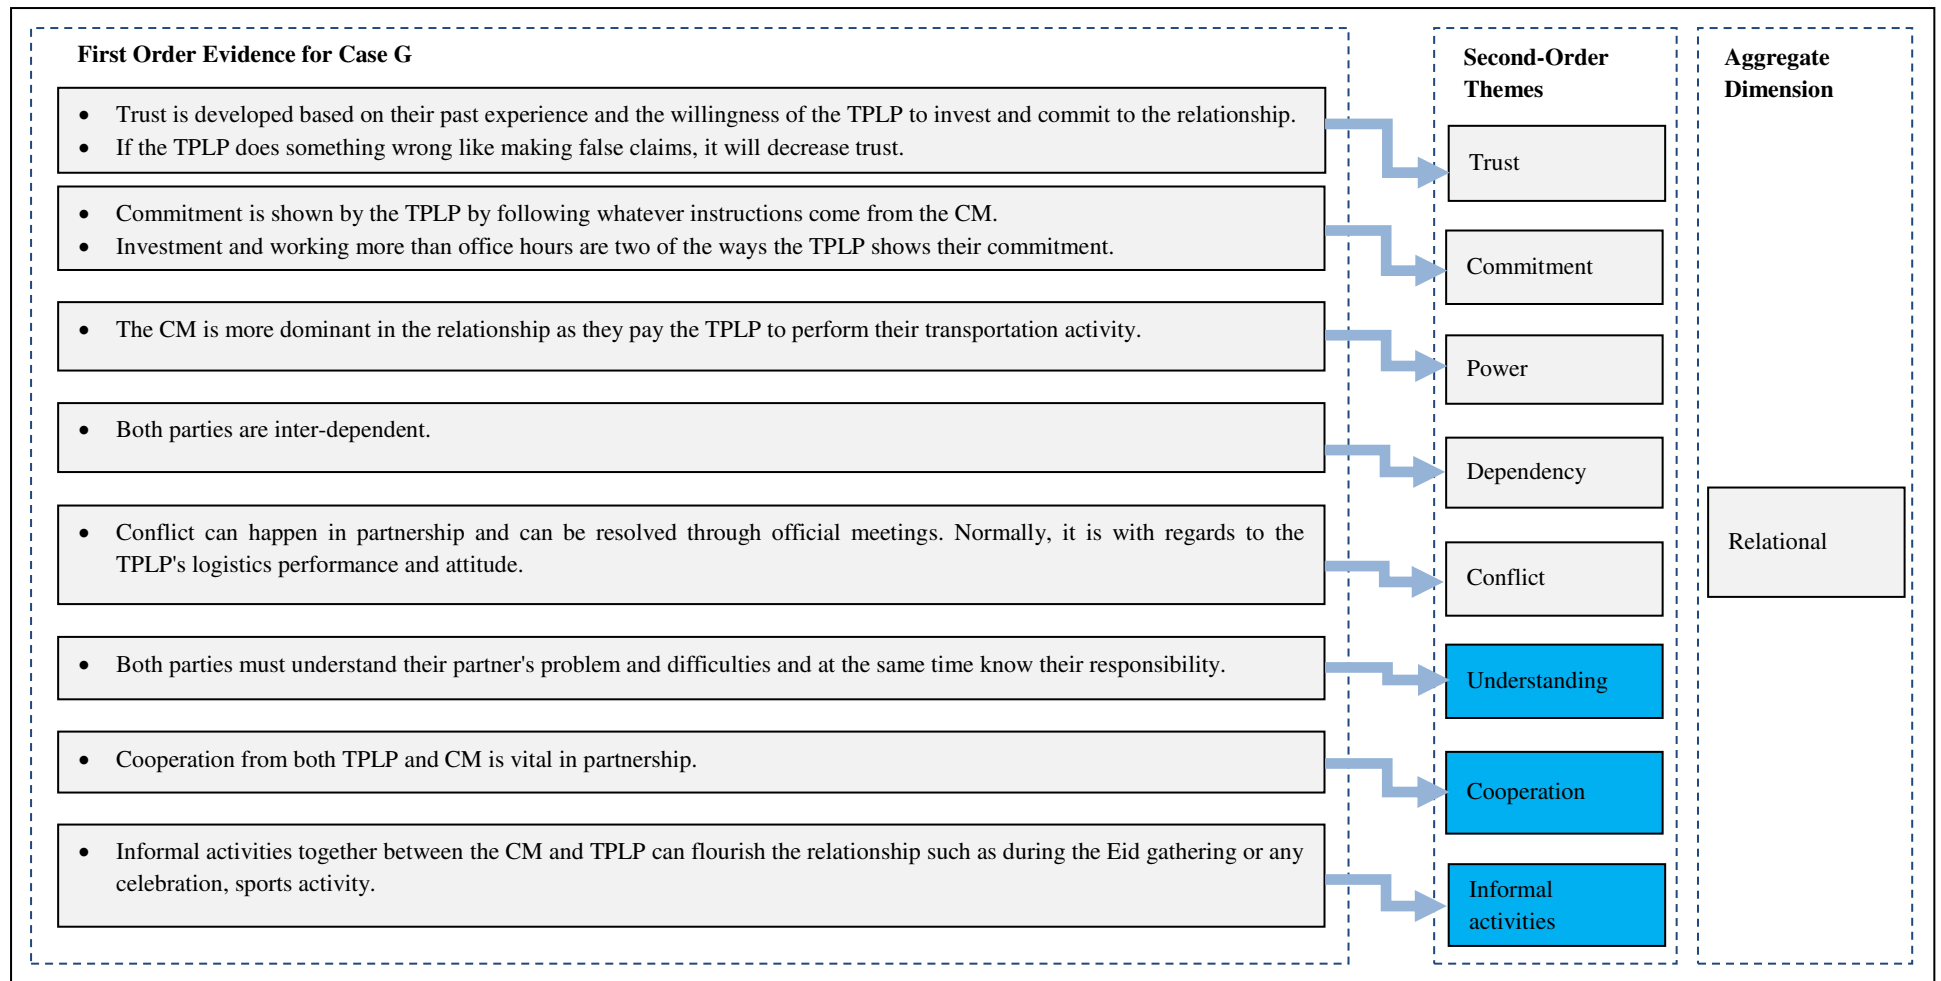 First Order Evidence for Case G
• Trust is developed based on their past experience and the willingness of the TPLP to invest and commit to the relationship.
• If the TPLP does something wrong like making false claims, it will decrease trust.
• Commitment is shown by the TPLP by following whatever instructions come from the CM.
• Investment and working more than office hours are two of the ways the TPLP shows their commitment.
• The CM is more dominant in the relationship as they pay the TPLP to perform their transportation activity.
• Both parties are inter-dependent.
• Conflict can happen in partnership and can be resolved through official meetings. Normally, it is with regards to the
TPLP's logistics performance and attitude.
• Both parties must understand their partner's problem and difficulties and at the same time know their responsibility.
• Cooperation from both TPLP and CM is vital in partnership.
• Informal activities together between the CM and TPLP can flourish the relationship such as during the Eid gathering or any
celebration, sports activity.
Second-Order
Themes
Trust
Commitment
Power
Dependency
Conflict
Understanding
Cooperation
Informal
activities
Aggregate
Dimension
Relational